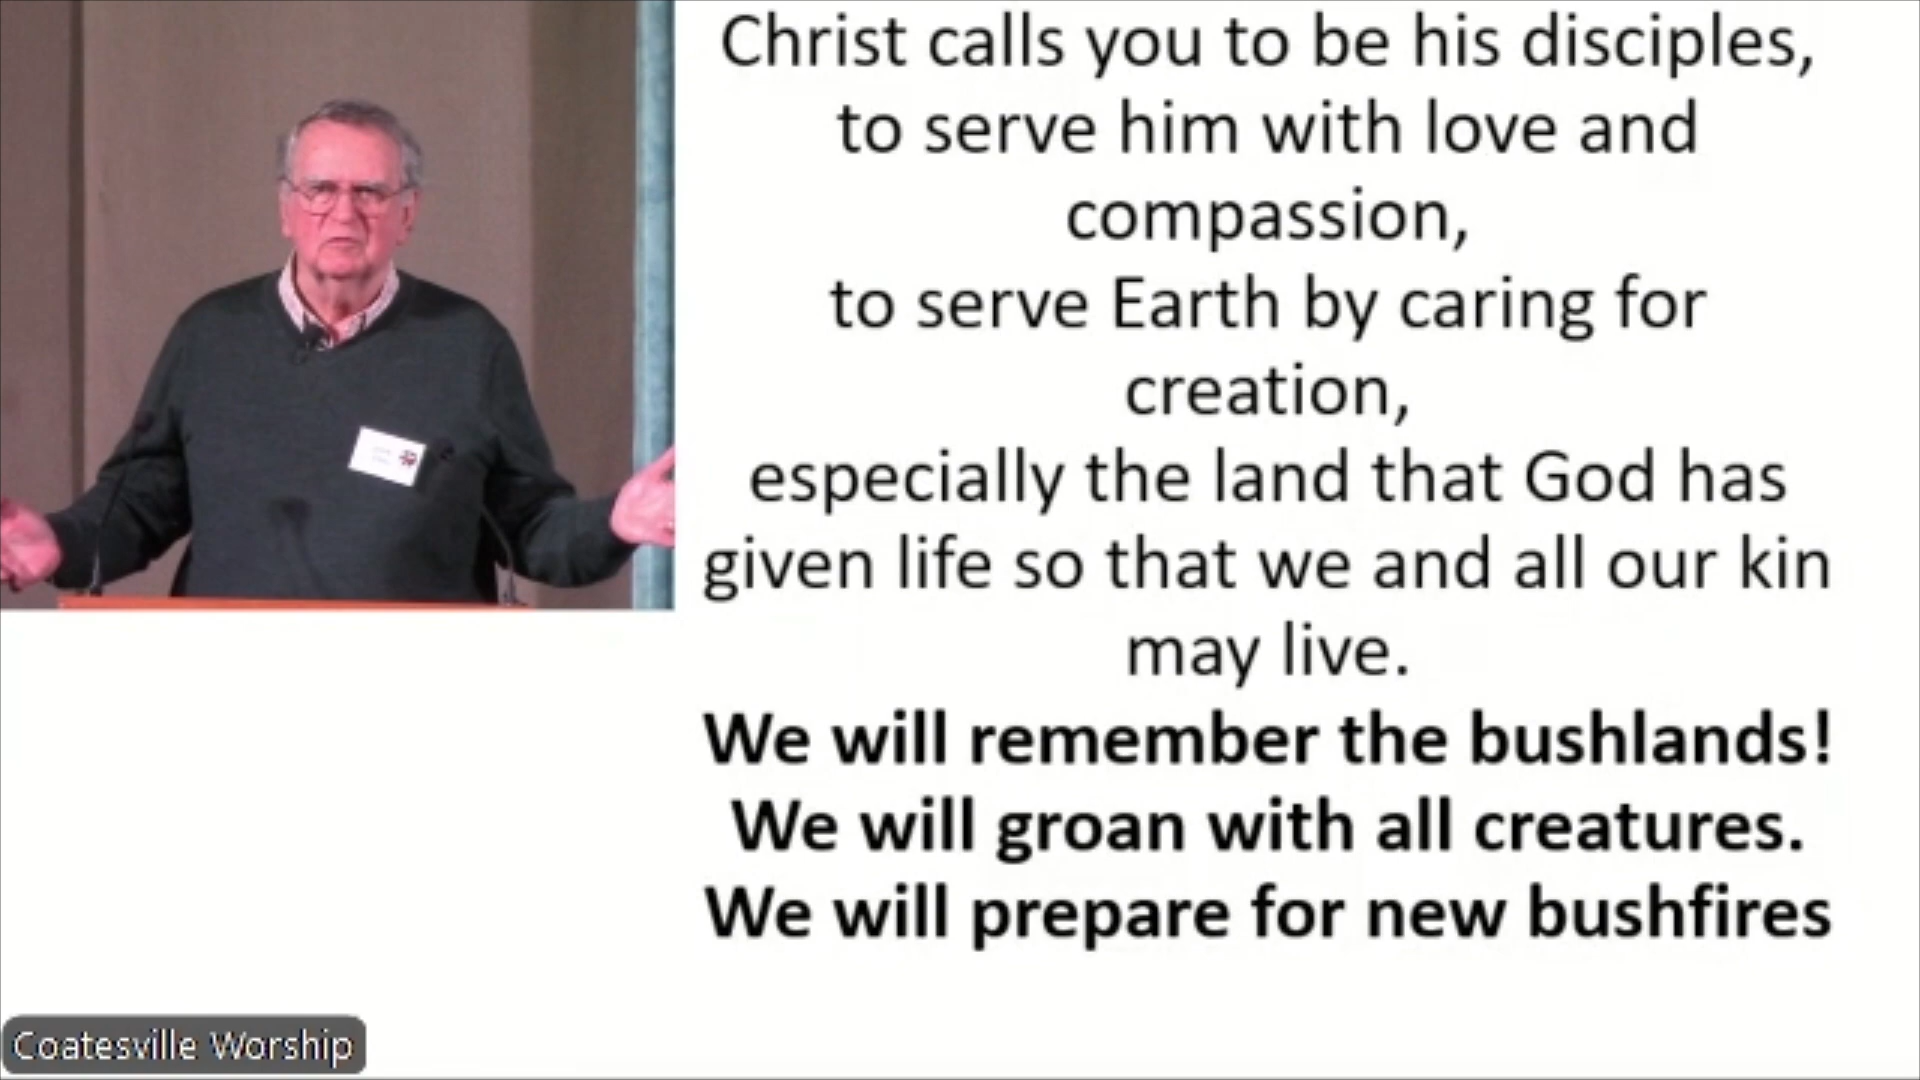 Christ calls you to be his disciples,
to serve him with love and
compassion,
to serve Earth by caring for
creation,
especially the land that God has
given life so that we and all our kin
may live.
We will remember the bushlands!
We will groan with all creatures.
We will prepare for new bushfires
Coatesville Worship